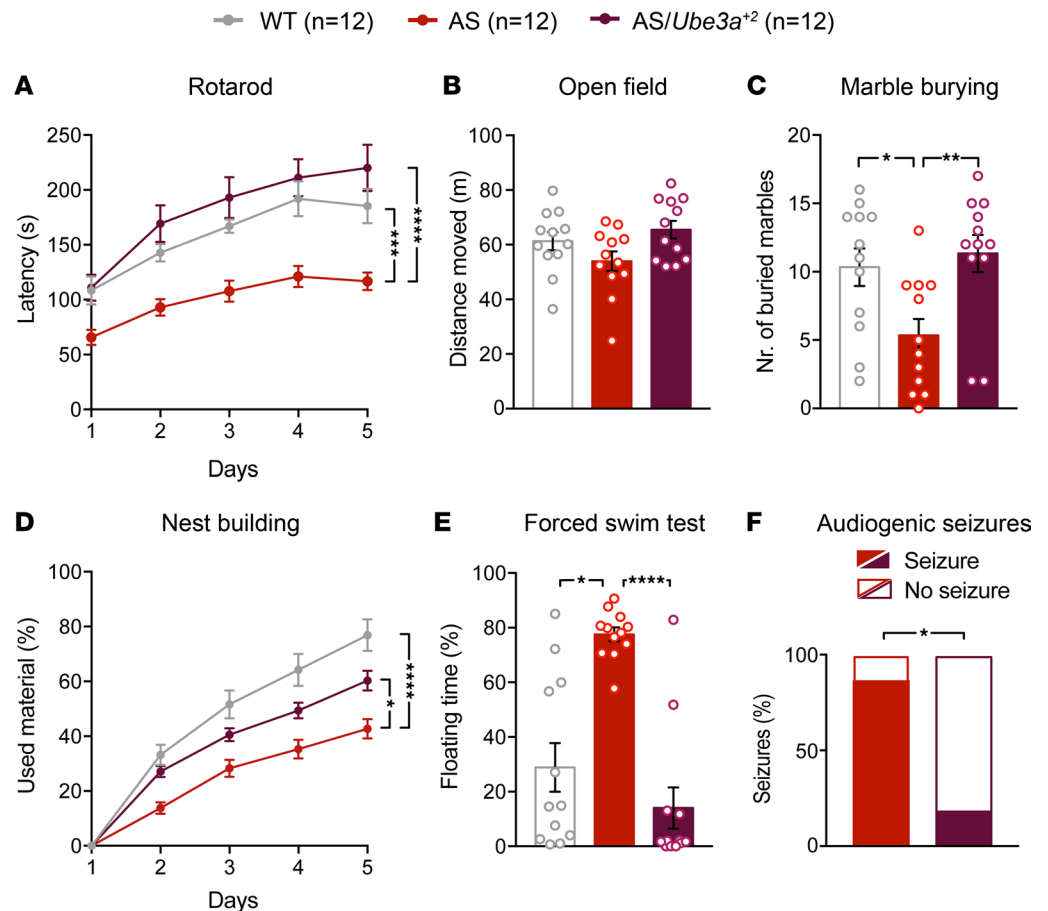 WT (n=12) AS (n=12) AS/Ube3a+2 (n=12)
A Rotarod
250
200
150
100
50
0
Latency (s)
1 2 3 4 5
Days
***
****
B Open field
100
80
60
40
20
0
Distance moved (m)
C Marble burying
20
15
10
5
0
Nr. of buried marbles
* **
D Nest building
100
80
60
40
20
0
Used material (%)
1 2 3 4 5
Days
*
****
E Forced swim test
100
80
60
40
20
0
Floating time (%)
* ****
F Audiogenic seizures
Seizure
No seizure
100
50
0
Seizures (%)
*